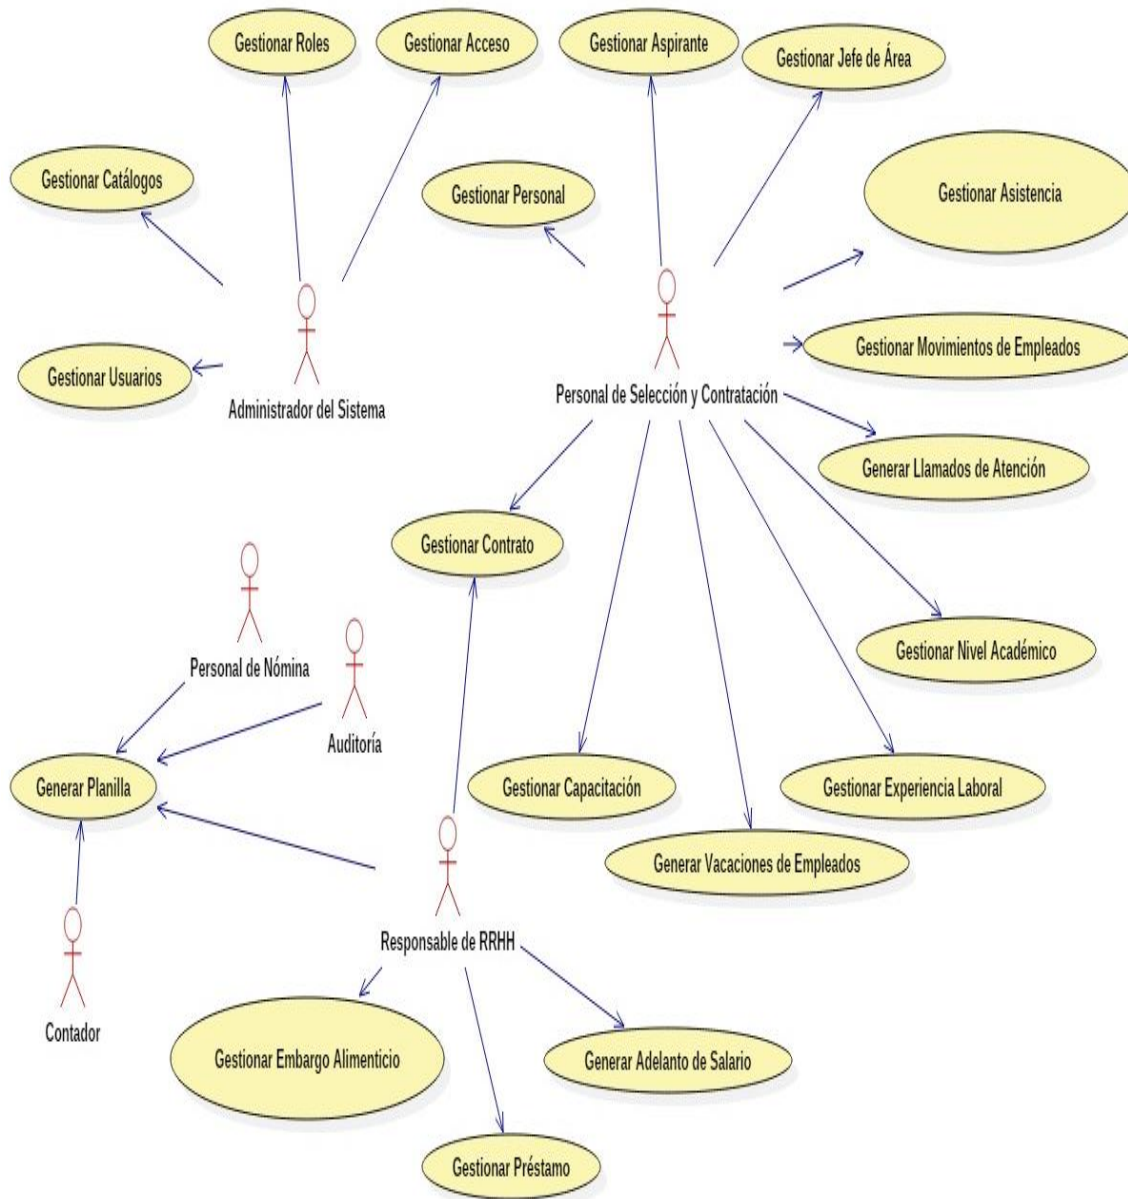 Gestionar Roles
Gestionar Acceso
Gestionar Aspirante
Gestionar Jefe de Área
Gestionar Catálogos
Gestionar Personal
Gestionar Asistencia
Gestionar Movimientos de Empleados
Gestionar Usuarios
Administrador del Sistema
Personal de Selección y Contratación
Generar Llamados de Atención
Gestionar Contrato
Personal de Nómina
Gestionar Nivel Académico
Auditoría
Generar Planilla
Gestionar Capacitación
Gestionar Experiencia Laboral
Generar Vacaciones de Empleados
Responsable de RRHH
Contador
Gestionar Embargo Alimenticio
Generar Adelanto de Salario
Gestionar Préstamo